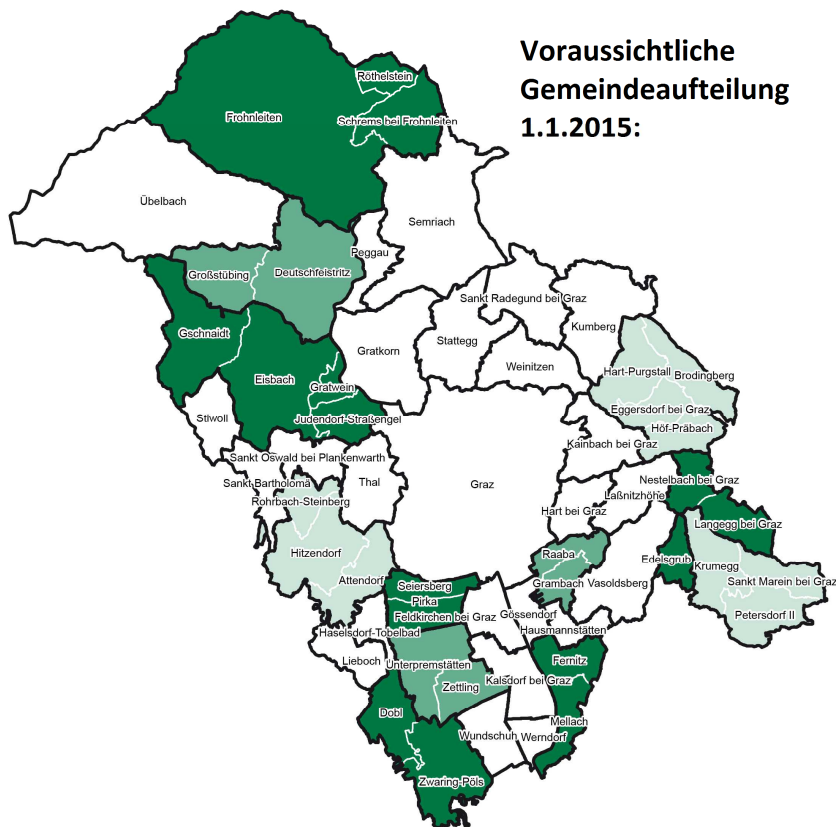 Voraussichtliche
Gemeindeaufteilung
1.1.2015:
Röthelstein
Frohnleiten
Schrems bei Frohnleiten
Übelbach
Semriach
Peggau
Großstübing
Deutschfeistritz
Sankt Radegund bei Graz
Kumberg
Gschnaidt
Stattegg
Gratkorn
Weinitzen
Hart-Purgstall
Brodingberg
Eisbach
Gratwein
Eggersdorf bei Graz
Stiwoll
Judendorf-Straßengel
Höf-Präbach
Kainbach bei Graz
Sankt Oswald bei Plankenwarth
Sankt Bartholomä
Thal
Graz
Nestelbach bei Graz
Rohrbach-Steinberg
Laßnitzhöhe
Hart bei Graz
Langegg bei Graz
Hitzendorf
Raaba
Edelsgrub
Krumegg
Attendorf
Seiersberg
Grambach
Vasoldsberg
Sankt Marein bei Graz
Pirka
Feldkirchen bei Graz
Gössendorf
Petersdorf II
Haselsdorf-Tobelbad
Hausmannstätten
Lieboch
Unterpremstätten
Fernitz
Zettling
Kalsdorf bei Graz
Dobl
Mellach
Wundschuh
Werndorf
Zwaring-Pöls